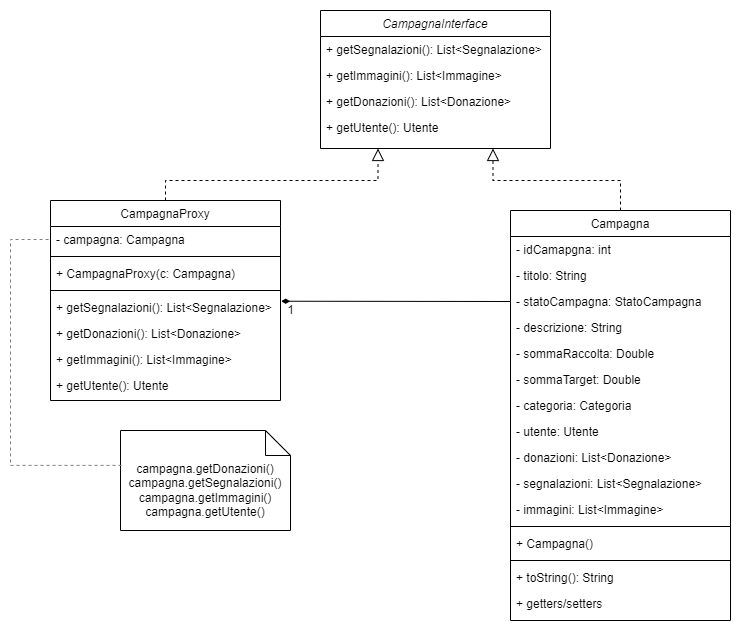 CampagnaInterface
+ getSegnalazioni(): List<Segnalazione>
+ getImmagini(): List<Immagine>
+ getDonazioni(): List<Donazione>
+ getUtente(): Utente
CampagnaProxy
- campagna: Campagna
+ CampagnaProxy(c: Campagna)
+ getSegnalazioni(): List<Segnalazione>
+ getDonazioni(): List<Donazione>
+ getImmagini(): List<Immagine>
+ getUtente(): Utente
1
campagna.getDonazioni()
campagna.getSegnalazioni()
campagna.getImmagini()
campagna.getUtente()
Campagna
- idCamapgna: int
- titolo: String
- statoCampagna: StatoCampagna
- descrizione: String
- sommaRaccolta: Double
- sommaTarget: Double
- categoria: Categoria
- utente: Utente
- donazioni: List<Donazione>
- segnalazioni: List<Segnalazione>
- immagini: List<Immagine>
+ Campagna()
+ toString(): String
+ getters/setters